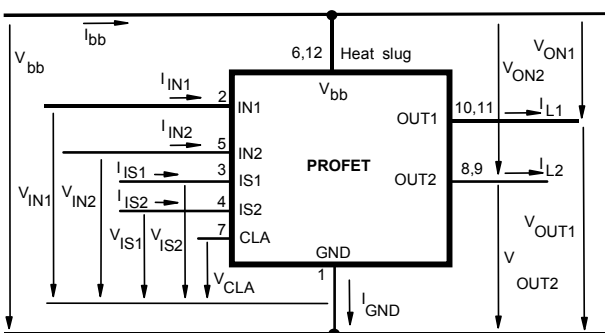 I_bb
V_bb
6,12 Heat slug
V_ON1
V_ON2
V_bb
I_IN1
2
IN1
10,11
I_L1
OUT1
I_IN2
5
IN2
PROFET
I_IS1
3
IS1
8,9
I_L2
OUT2
I_IS2
4
IS2
V_IN1
V_IN2
V_IS1
V_IS2
7
CLA
V_OUT1
V_OUT2
GND
1
V_CLA
I_GND